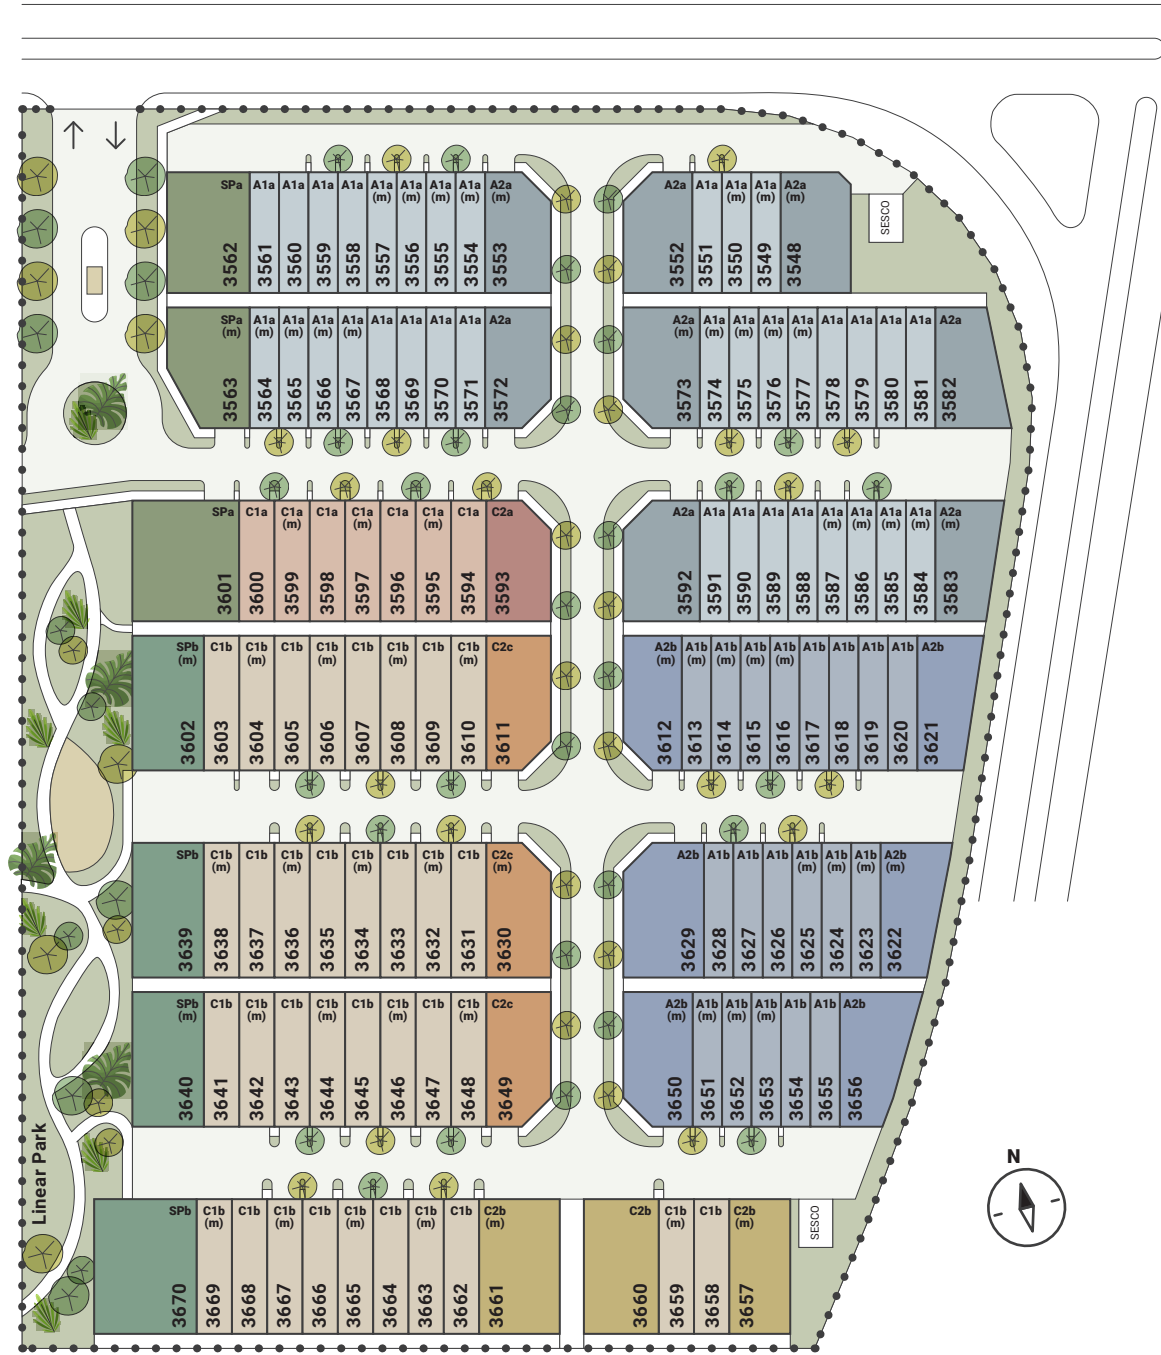 SPa A1a A1a A1a A1a A1a (m) A1a (m) A1a (m) A1a (m) A2a (m)
3562 3561 3560 3559 3558 3557 3556 3555 3554 3553
A2a A1a A1a (m) A1a (m) A2a (m)
3552 3551 3550 3549 3548
SESCO
SPa (m) A1a (m) A1a (m) A1a (m) A1a (m) A1a A1a A1a A1a A2a
3563 3564 3565 3566 3567 3568 3569 3570 3571 3572
A2a (m) A1a (m) A1a (m) A1a (m) A1a (m) A1a A1a A1a A1a A2a
3573 3574 3575 3576 3577 3578 3579 3580 3581 3582
SPa C1a C1a (m) C1a C1a (m) C1a C1a (m) C1a C2a
3601 3600 3599 3598 3597 3596 3595 3594 3593
A2a A1a A1a A1a A1a A1a (m) A1a (m) A1a (m) A1a (m) A2a (m)
3592 3591 3590 3589 3588 3587 3586 3585 3584 3583
SPb (m) C1b C1b (m) C1b C1b (m) C1b C1b (m) C1b C1b (m) C2c
3602 3603 3604 3605 3606 3607 3608 3609 3610 3611
A2b (m) A1b (m) A1b (m) A1b (m) A1b (m) A1b A1b A1b A1b A2b
3612 3613 3614 3615 3616 3617 3618 3619 3620 3621
SPb C1b (m) C1b C1b (m) C1b C1b (m) C1b C1b (m) C1b C2c (m)
3639 3638 3637 3636 3635 3634 3633 3632 3631 3630
A2b A1b A1b A1b A1b (m) A1b (m) A1b (m) A2b (m)
3629 3628 3627 3626 3625 3624 3623 3622
SPb (m) C1b C1b (m) C1b C1b (m) C1b C1b (m) C1b C1b (m) C2c
3640 3641 3642 3643 3644 3645 3646 3647 3648 3649
A2b (m) A1b (m) A1b (m) A1b (m) A1b A1b A2b
3650 3651 3652 3653 3654 3655 3656
Linear Park
N
SPb C1b (m) C1b C1b (m) C1b C1b (m) C1b C1b (m) C1b C2b (m)
3670 3669 3668 3667 3666 3665 3664 3663 3662 3661
C2b C1b (m) C1b C2b (m)
3660 3659 3658 3657
SESCO